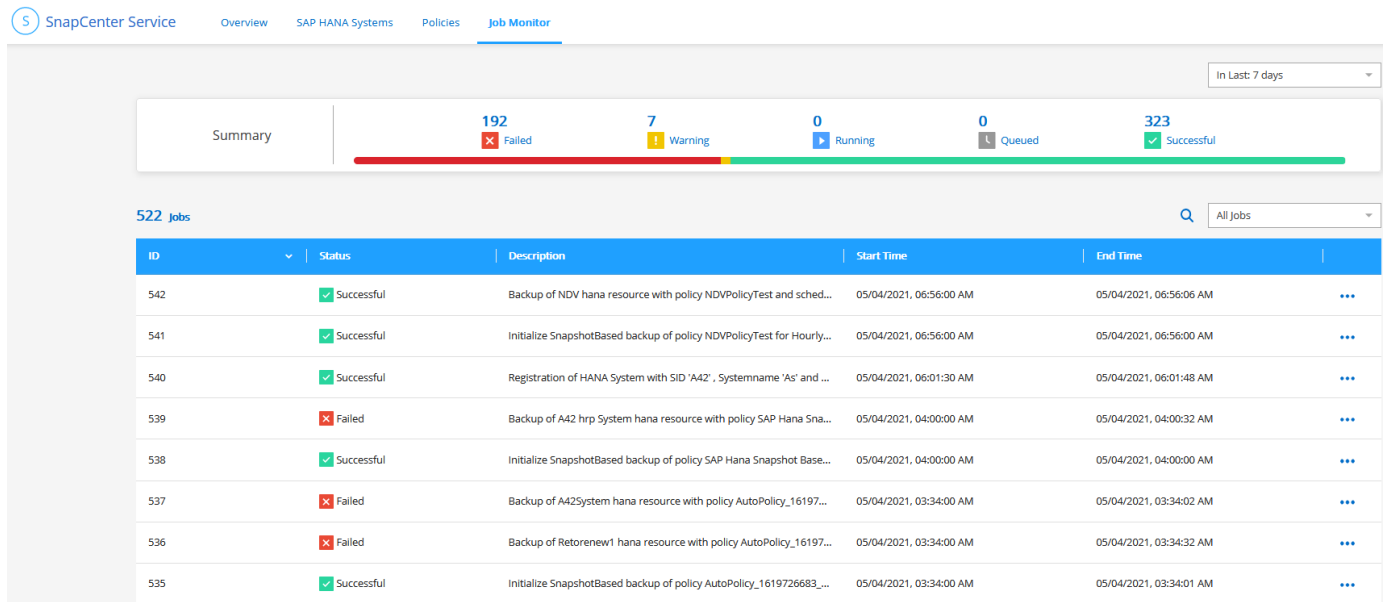 S SnapCenter Service Overview SAP HANA Systems Policies Job Monitor
In Last: 7 days
Summary
192 7 0 0 323
Failed Warning Running Queued Successful
522 Jobs All Jobs
ID Status Description Start Time End Time
542 Successful Backup of NDV hana resource with policy NDVPolicyTest and sched... 05/04/2021, 06:56:00 AM 05/04/2021, 06:56:06 AM
541 Successful Initialize SnapshotBased backup of policy NDVPolicyTest for Hourly... 05/04/2021, 06:56:00 AM 05/04/2021, 06:56:00 AM
540 Successful Registration of HANA System with SID 'A42' , Systemname 'As' and ... 05/04/2021, 06:01:30 AM 05/04/2021, 06:01:48 AM
539 Failed Backup of A42 hrp System hana resource with policy SAP Hana Sna... 05/04/2021, 04:00:00 AM 05/04/2021, 04:00:32 AM
538 Successful Initialize SnapshotBased backup of policy SAP Hana Snapshot Base... 05/04/2021, 04:00:00 AM 05/04/2021, 04:00:00 AM
537 Failed Backup of A42System hana resource with policy AutoPolicy_16197... 05/04/2021, 03:34:00 AM 05/04/2021, 03:34:02 AM
536 Failed Backup of Retorenew1 hana resource with policy AutoPolicy_16197... 05/04/2021, 03:34:00 AM 05/04/2021, 03:34:32 AM
535 Successful Initialize SnapshotBased backup of policy AutoPolicy_1619726683_... 05/04/2021, 03:34:00 AM 05/04/2021, 03:34:01 AM